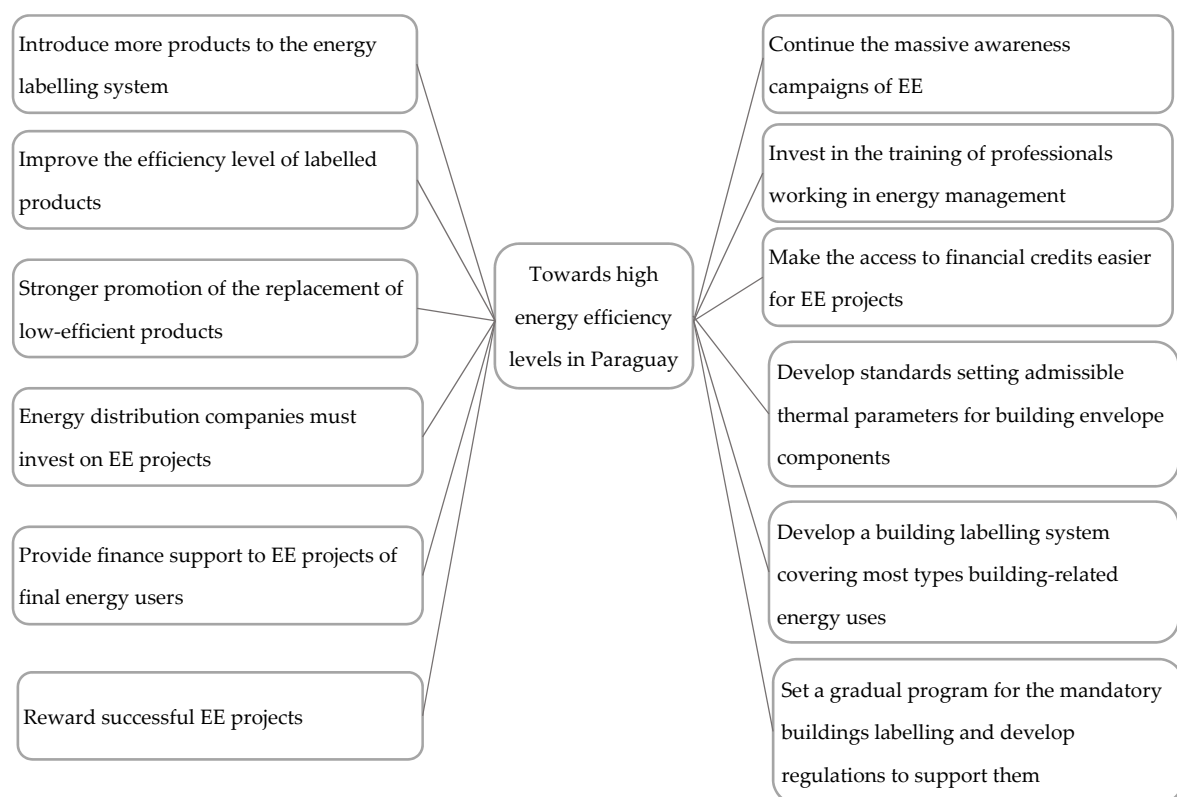 Introduce more products to the energy
labelling system
Improve the efficiency level of labelled
products
Stronger promotion of the replacement of
low-efficient products
Energy distribution companies must
invest on EE projects
Provide finance support to EE projects of
final energy users
Reward successful EE projects
Towards high
energy efficiency
levels in Paraguay
Continue the massive awareness
campaigns of EE
Invest in the training of professionals
working in energy management
Make the access to financial credits easier
for EE projects
Develop standards setting admissible
thermal parameters for building envelope
components
Develop a building labelling system
covering most types building-related
energy uses
Set a gradual program for the mandatory
buildings labelling and develop
regulations to support them